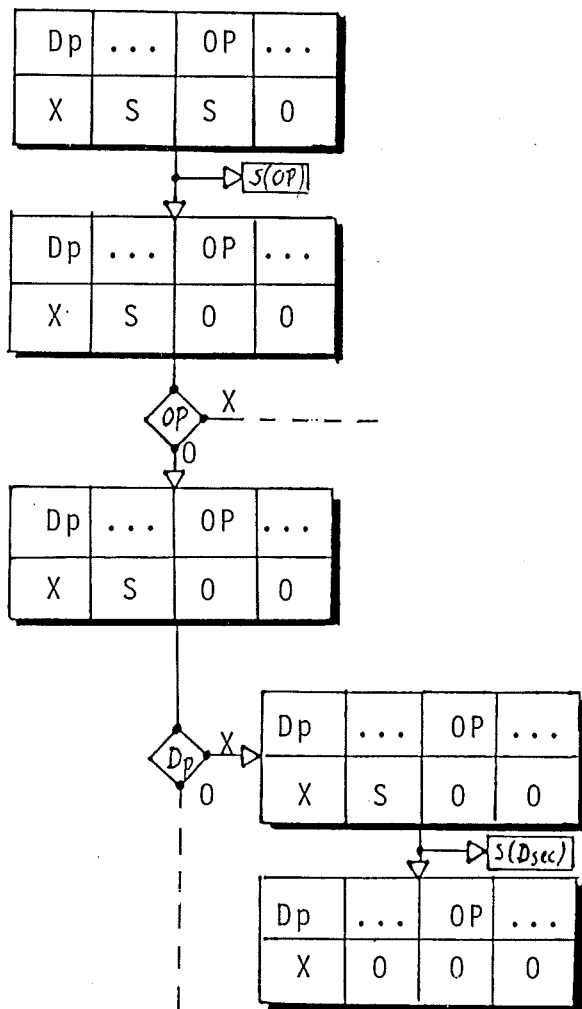 Dp ... OP ...
X S S 0
S(OP)
Dp ... OP ...
X S 0 0
OP X
0
Dp ... OP ...
X S 0 0
Dp X
0
Dp ... OP ...
X S 0 0
S(Dsec)
Dp ... OP ...
X 0 0 0